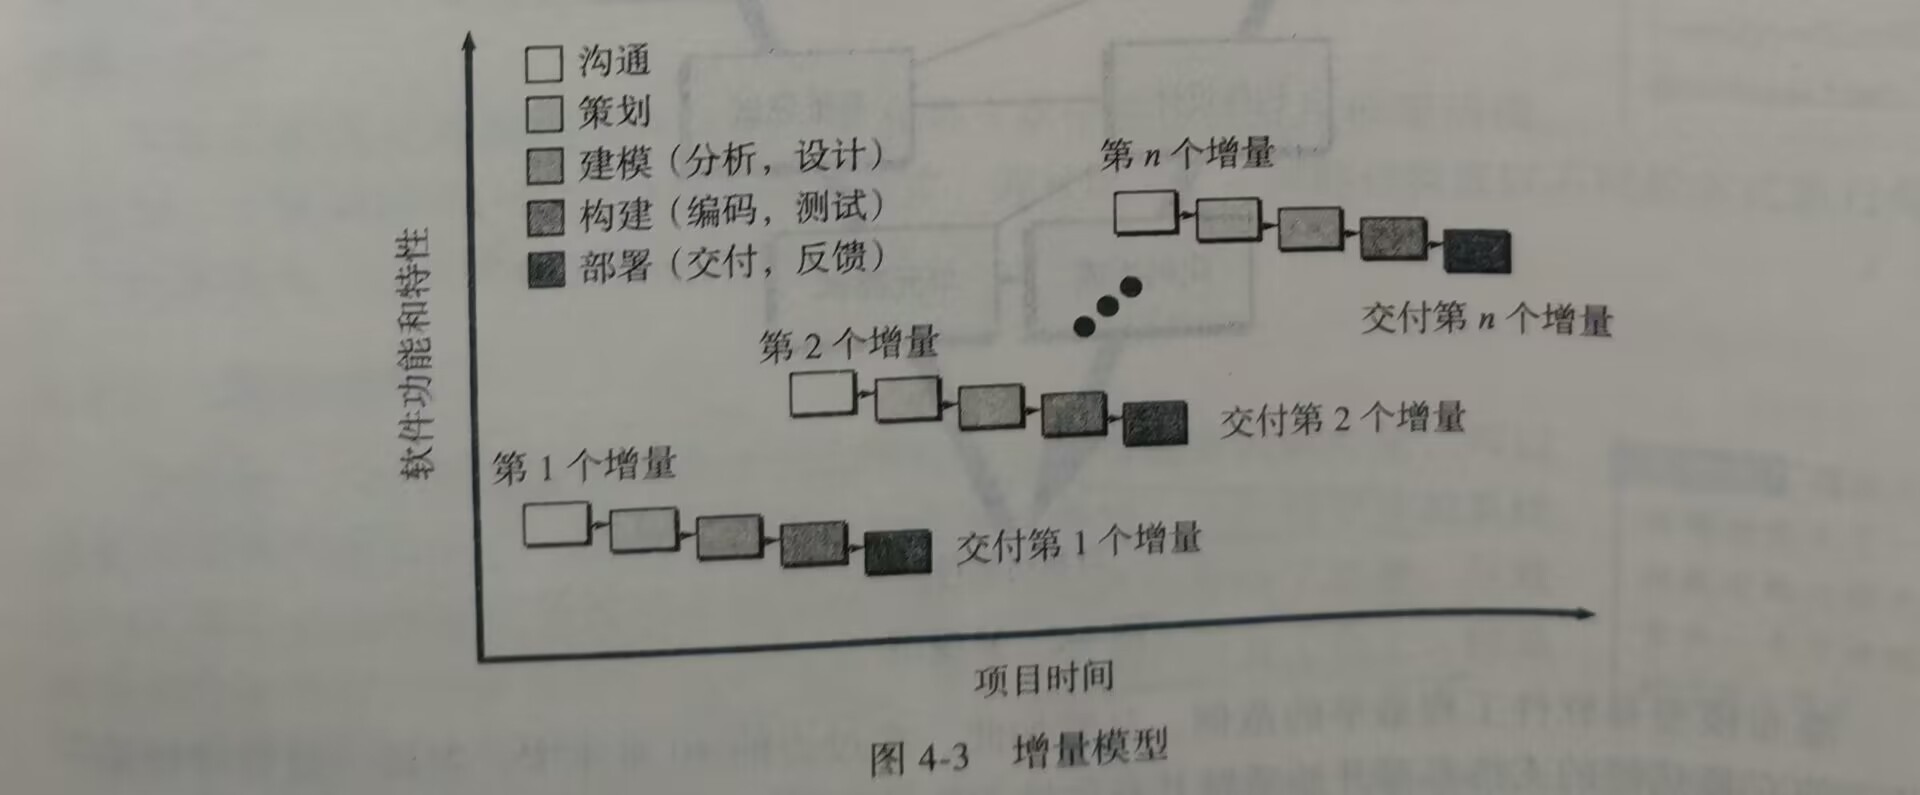 沟通
策划
建模（分析，设计）
构建（编码，测试）
部署（交付，反馈）
软件功能和特性
第 n 个增量
交付第 n 个增量
第 2 个增量
交付第 2 个增量
第 1 个增量
交付第 1 个增量
项目时间
图 4-3 增量模型